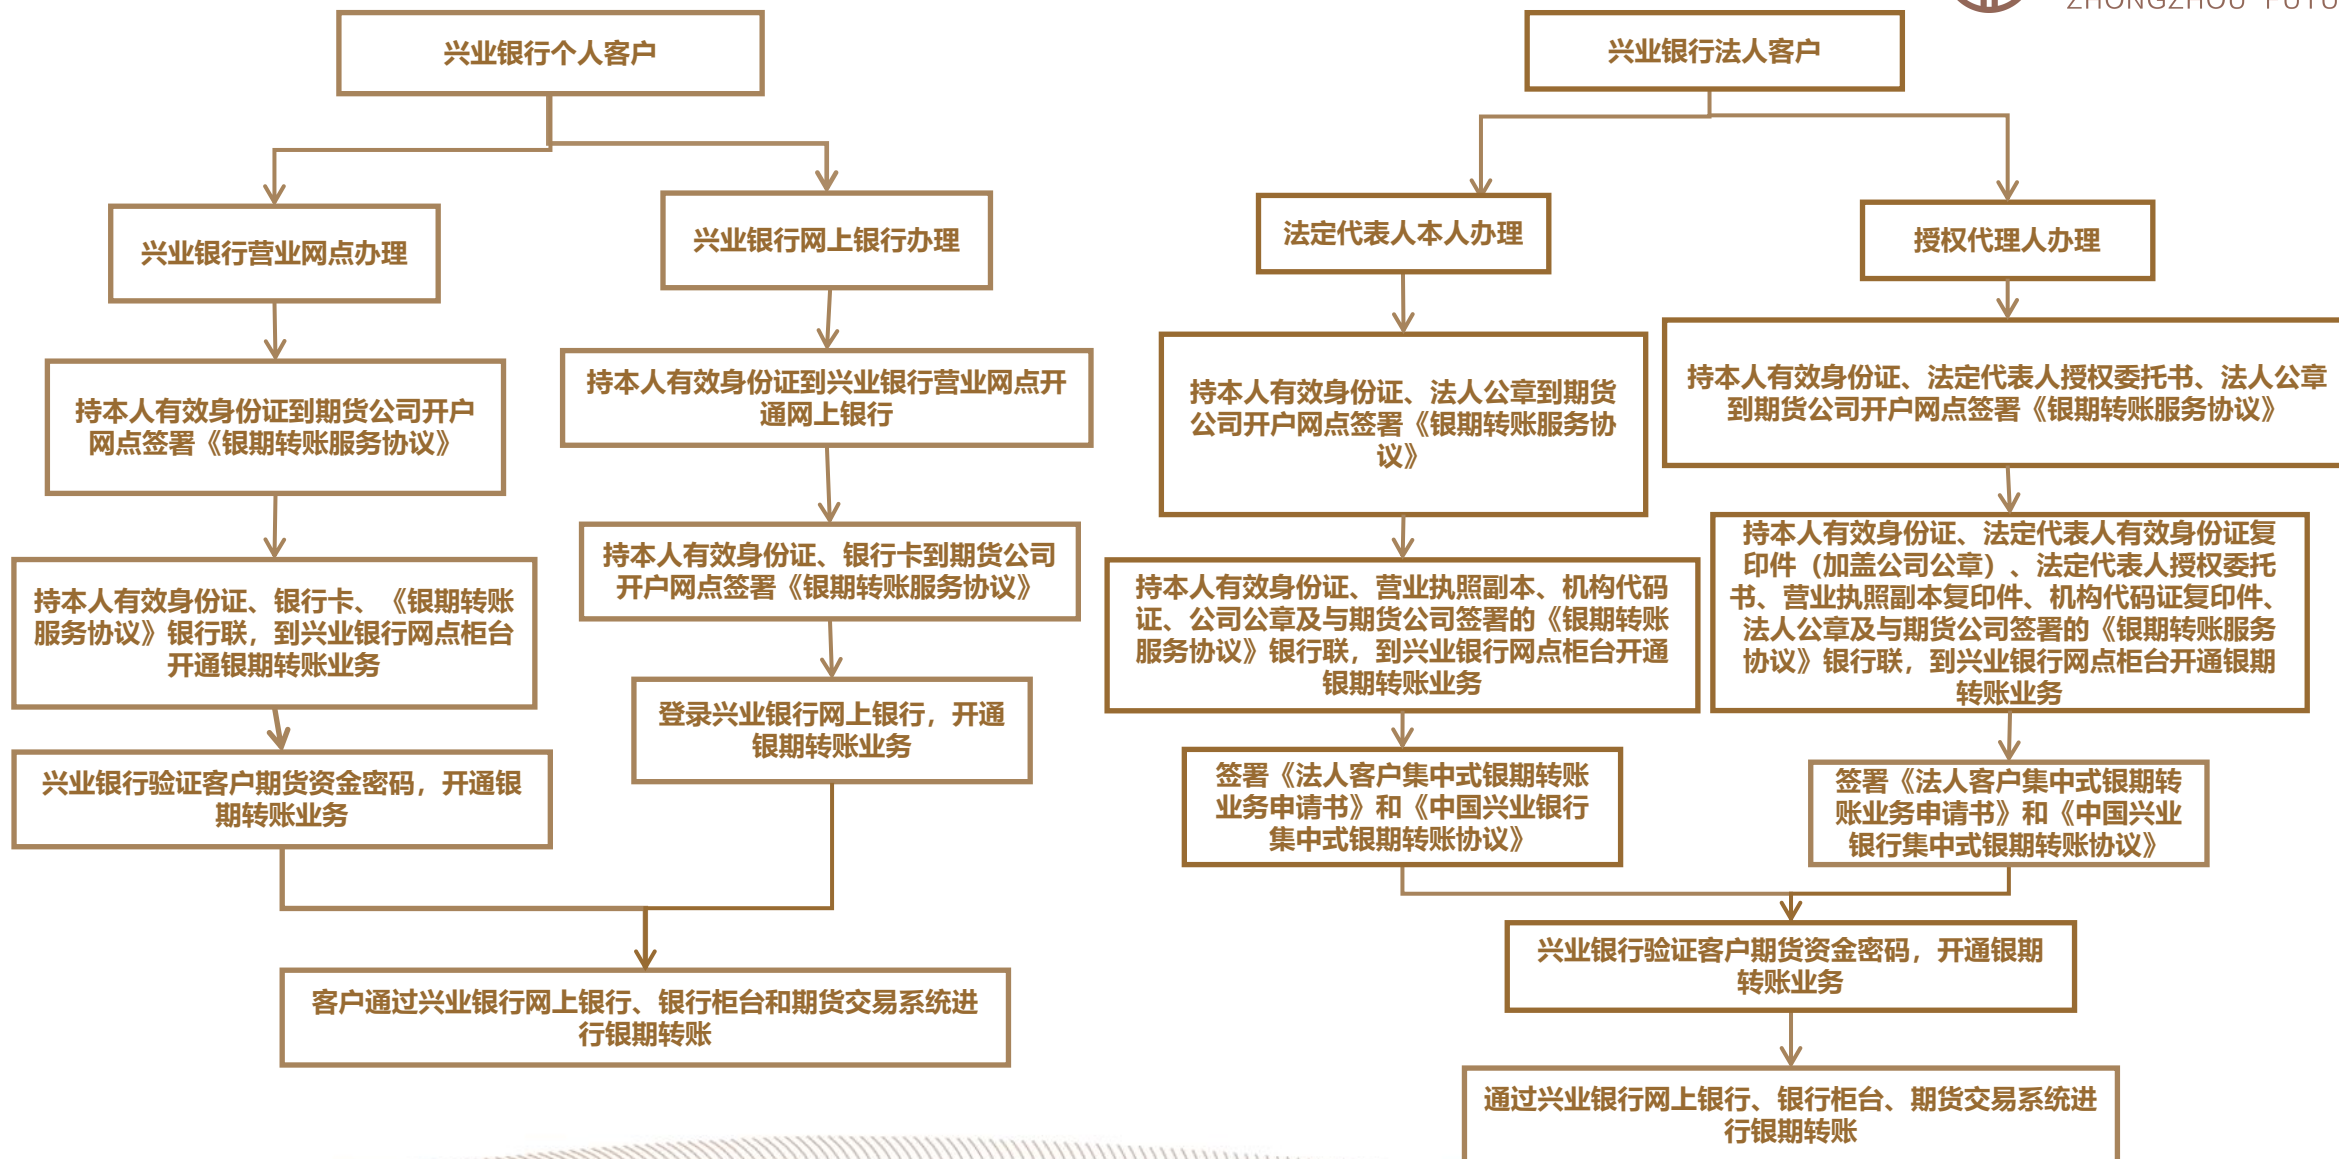 ZHONGZHOU FUTU
兴业银行个人客户
兴业银行营业网点办理
持本人有效身份证到期货公司开户
网点签署《银期转账服务协议》
持本人有效身份证、银行卡、《银期转账
服务协议》银行联，到兴业银行网点柜台
开通银期转账业务
兴业银行验证客户期货资金密码，开通银
期转账业务
兴业银行网上银行办理
持本人有效身份证到兴业银行营业网点开
通网上银行
持本人有效身份证、银行卡到期货公司
开户网点签署《银期转账服务协议》
登录兴业银行网上银行，开通
银期转账业务
客户通过兴业银行网上银行、银行柜台和期货交易系统进
行银期转账
兴业银行法人客户
法定代表人本人办理
持本人有效身份证、法人公章到期货
公司开户网点签署《银期转账服务协
议》
持本人有效身份证、营业执照副本、机构代码
证、公司公章及与期货公司签署的《银期转账
服务协议》银行联，到兴业银行网点柜台开通
银期转账业务
签署《法人客户集中式银期转账
业务申请书》和《中国兴业银行
集中式银期转账协议》
授权代理人办理
持本人有效身份证、法定代表人授权委托书、法人公章
到期货公司开户网点签署《银期转账服务协议》
持本人有效身份证、法定代表人有效身份证复
印件（加盖公司公章）、法定代表人授权委托
书、营业执照副本复印件、机构代码证复印件、
法人公章及与期货公司签署的《银期转账服务
协议》银行联，到兴业银行网点柜台开通银期
转账业务
签署《法人客户集中式银期转
账业务申请书》和《中国兴业
银行集中式银期转账协议》
兴业银行验证客户期货资金密码，开通银期
转账业务
通过兴业银行网上银行、银行柜台、期货交易系统进
行银期转账